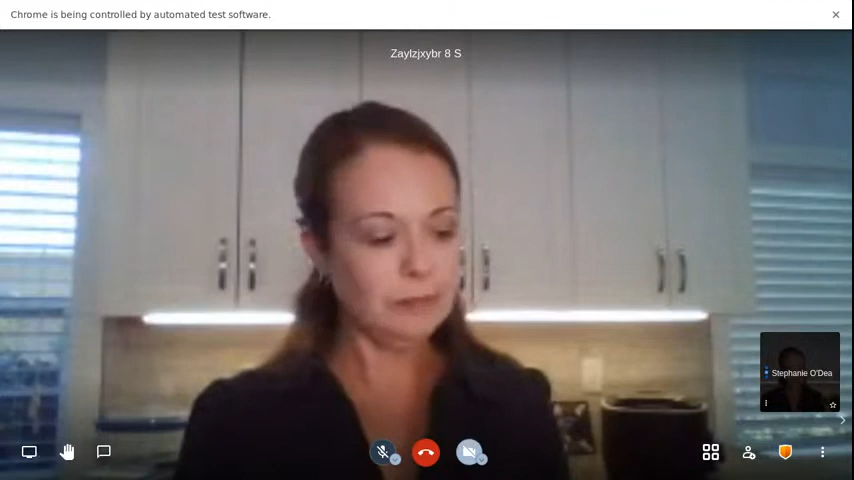 Chrome is being controlled by automated test software.
Zaylzjxybr 8 S
Stephanie O'Dea